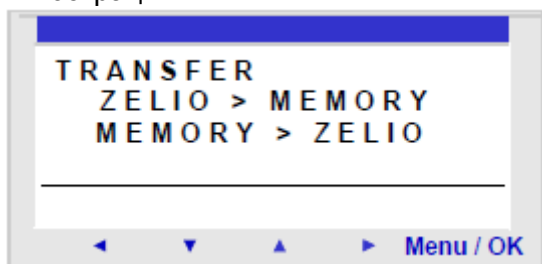 TRANSFER
ZELIO > MEMORY
MEMORY > ZELIO
◄ ▼ ▲ ► Menu / OK